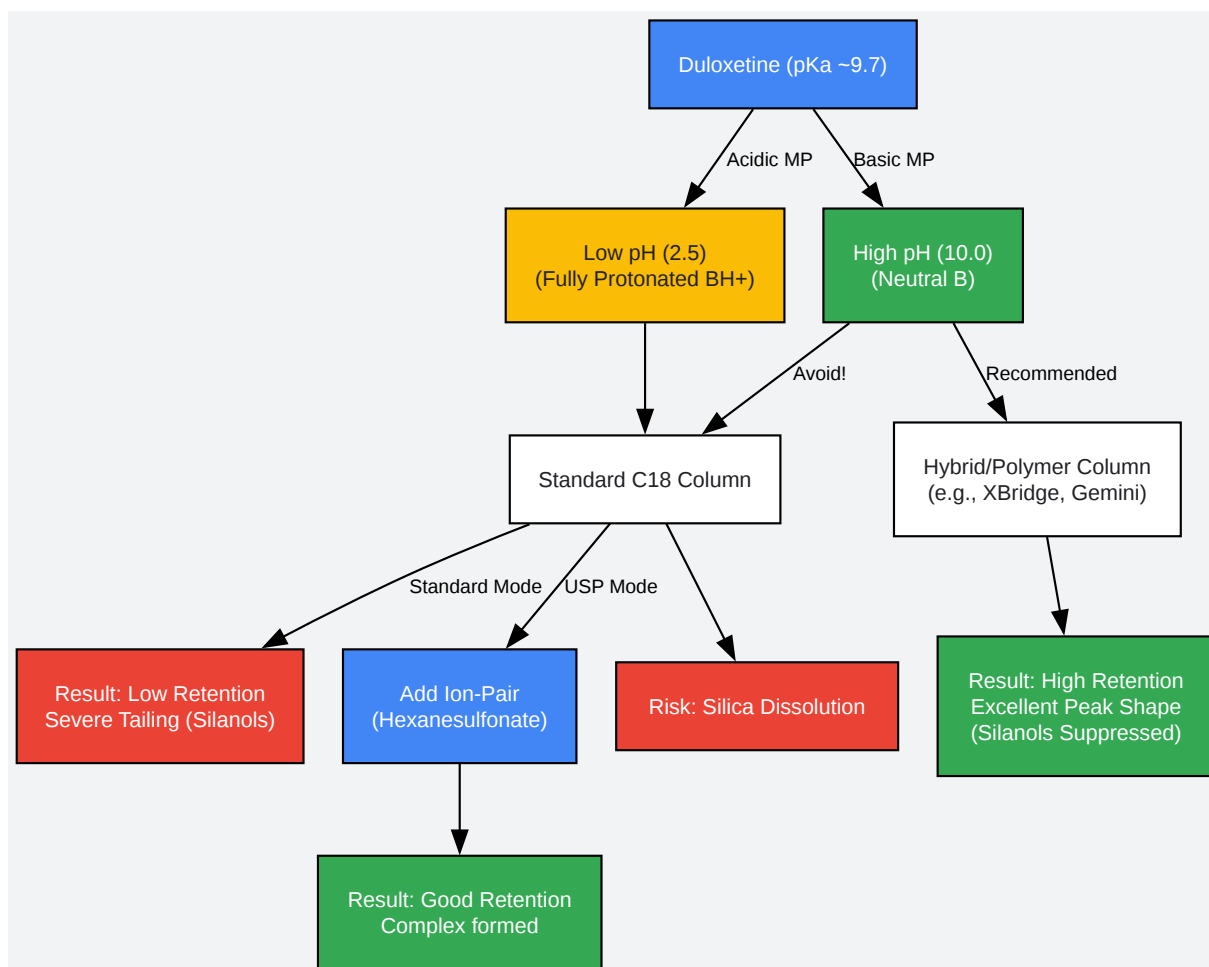 Duloxetine (pKa ~9.7)
Acidic MP
Basic MP
Low pH (2.5)
(Fully Protonated BH+)
High pH (10.0)
(Neutral B)
Avoid!
Recommended
Standard C18 Column
Hybrid/Polymer Column
(e.g., XBridge, Gemini)
Standard Mode
USP Mode
Result: Low Retention
Severe Tailing (Silanols)
Add Ion-Pair
(Hexanesulfonate)
Risk: Silica Dissolution
Result: High Retention
Excellent Peak Shape
(Silanols Suppressed)
Result: Good Retention
Complex formed